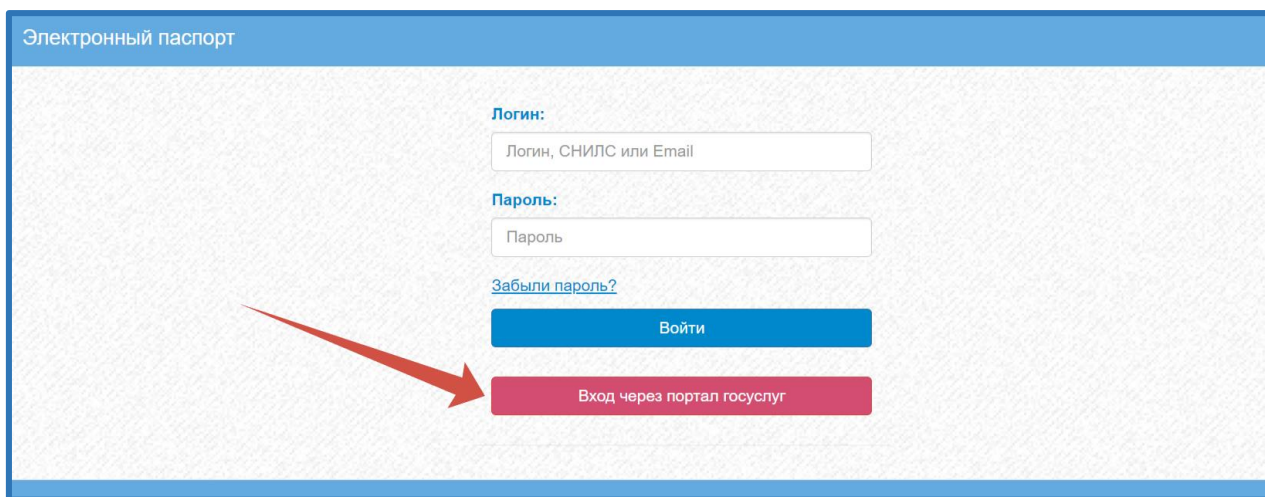 Электронный паспорт
Логин:
Логин, СНИЛС или Email
Пароль:
Пароль
Забыли пароль?
Войти
Вход через портал госуслуг